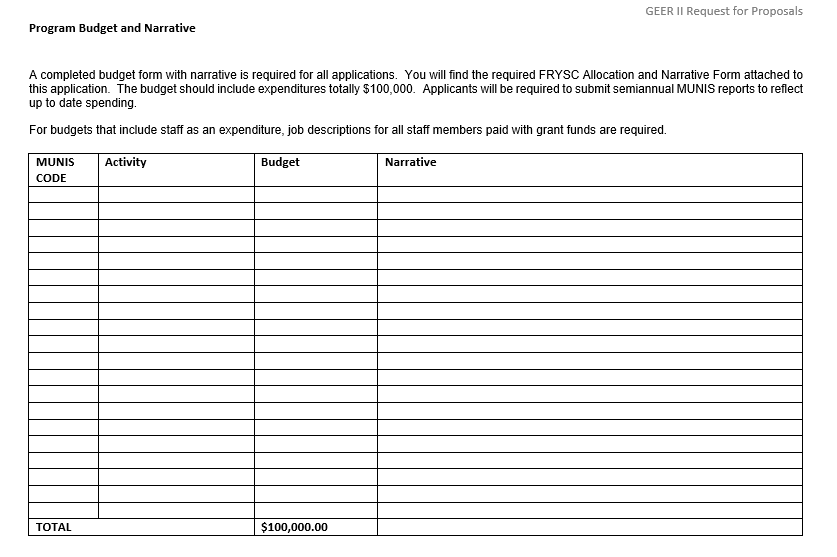 GEER II Request for Proposals
Program Budget and Narrative
A completed budget form with narrative is required for all applications. You will find the required FRYSC Allocation and Narrative Form attached to
this application. The budget should include expenditures totally $100,000. Applicants will be required to submit semiannual MUNIS reports to reflect
up to date spending.
For budgets that include staff as an expenditure, job descriptions for all staff members paid with grant funds are required.
MUNIS CODE Activity Budget Narrative
TOTAL $100,000.00